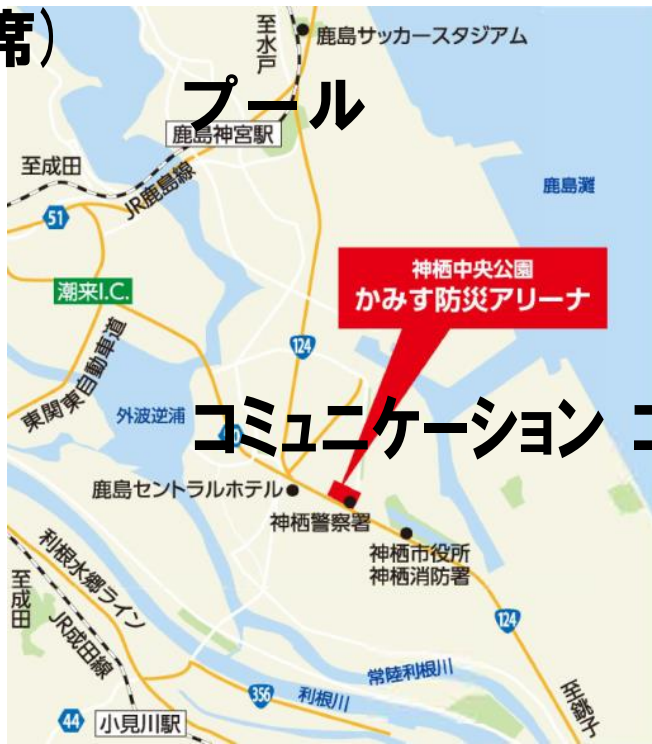 席)
至水戸
鹿島サッカースタジアム
プール
鹿島神宮駅
至成田
JR鹿島線
鹿島灘
51
神栖中央公園
かみす防災アリーナ
潮来I.C.
124
東関東自動車道
外波逆浦
コミュニケーション コ
鹿島セントラルホテル
神栖警察署
神栖市役所
神栖消防署
利根水郷ライン
至成田
JR成田線
124
常陸利根川
356
利根川
至銚子
44
小見川駅